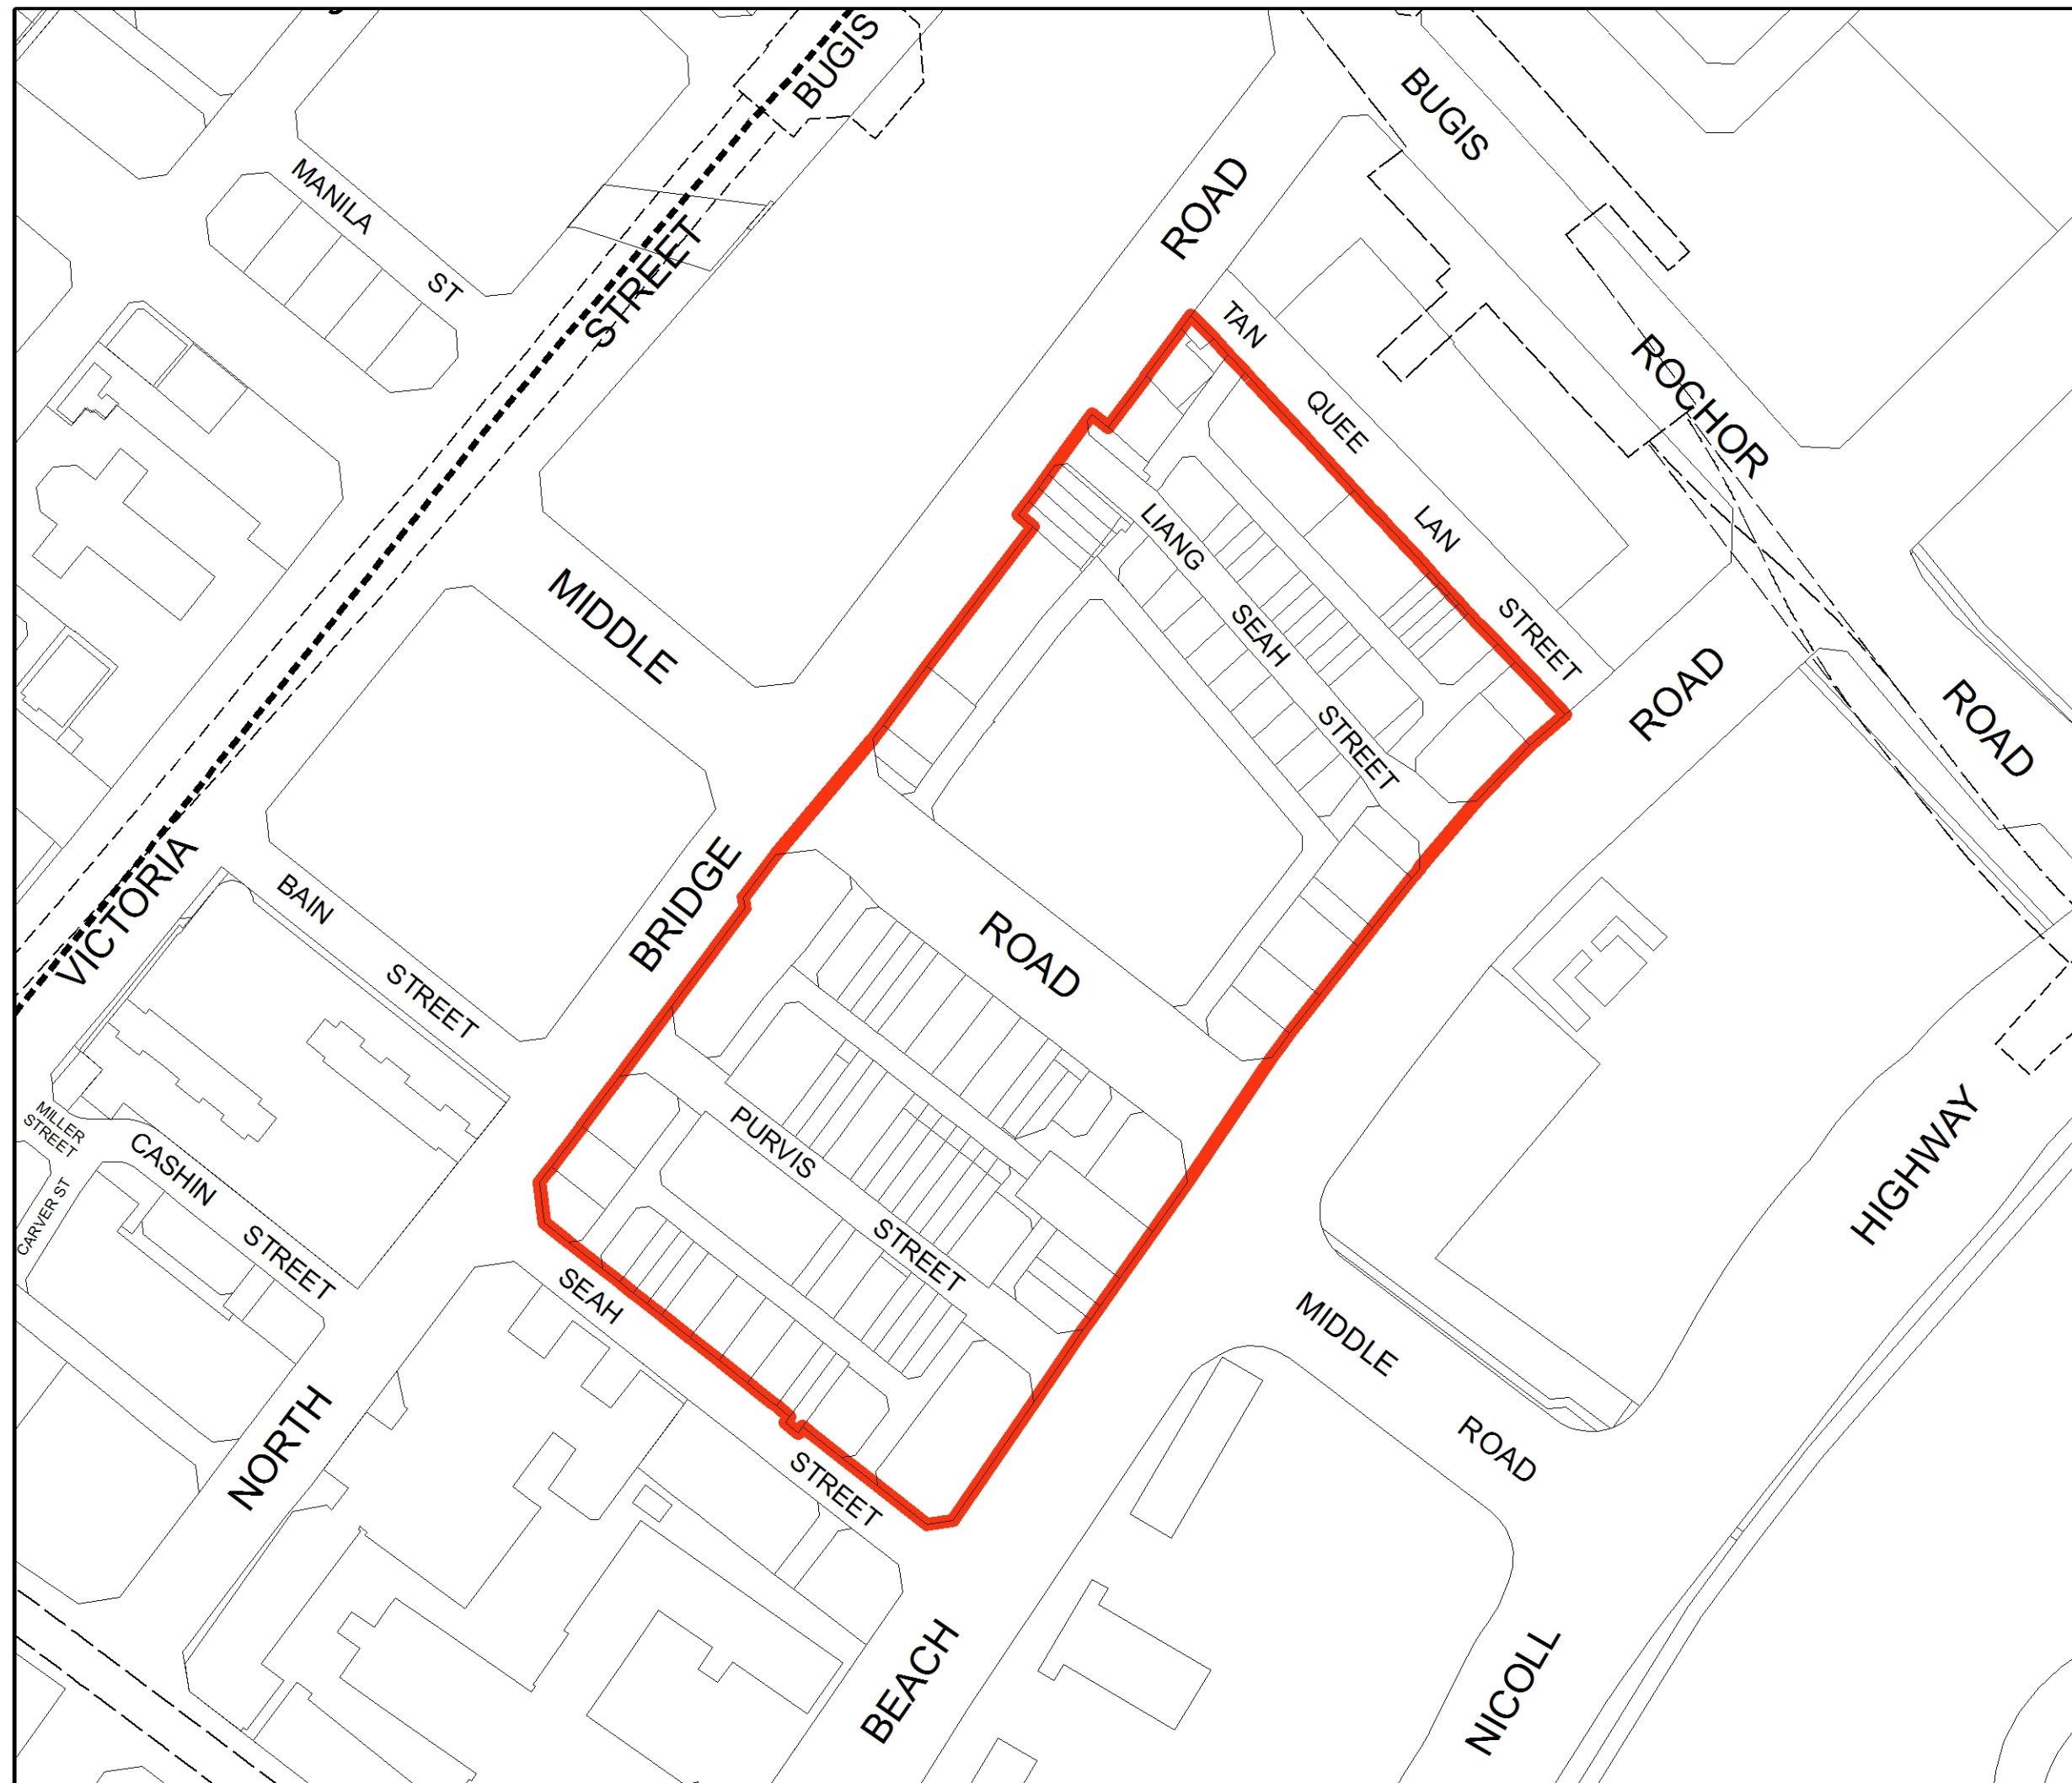 BUGIS
BUGIS
MANILA
ST
STREET
ROAD
TAN
QUEE
LAN
STREET
ROCHOR
ROAD
LIANG
SEAH
STREET
MIDDLE
ROAD
ROAD
VICTORIA
BAIN
STREET
BRIDGE
MILLER
STREET
CASHIN
STREET
CARVER ST
PURVIS
STREET
SEAH
STREET
NORTH
MIDDLE
ROAD
HIGHWAY
BEACH
NICOLL